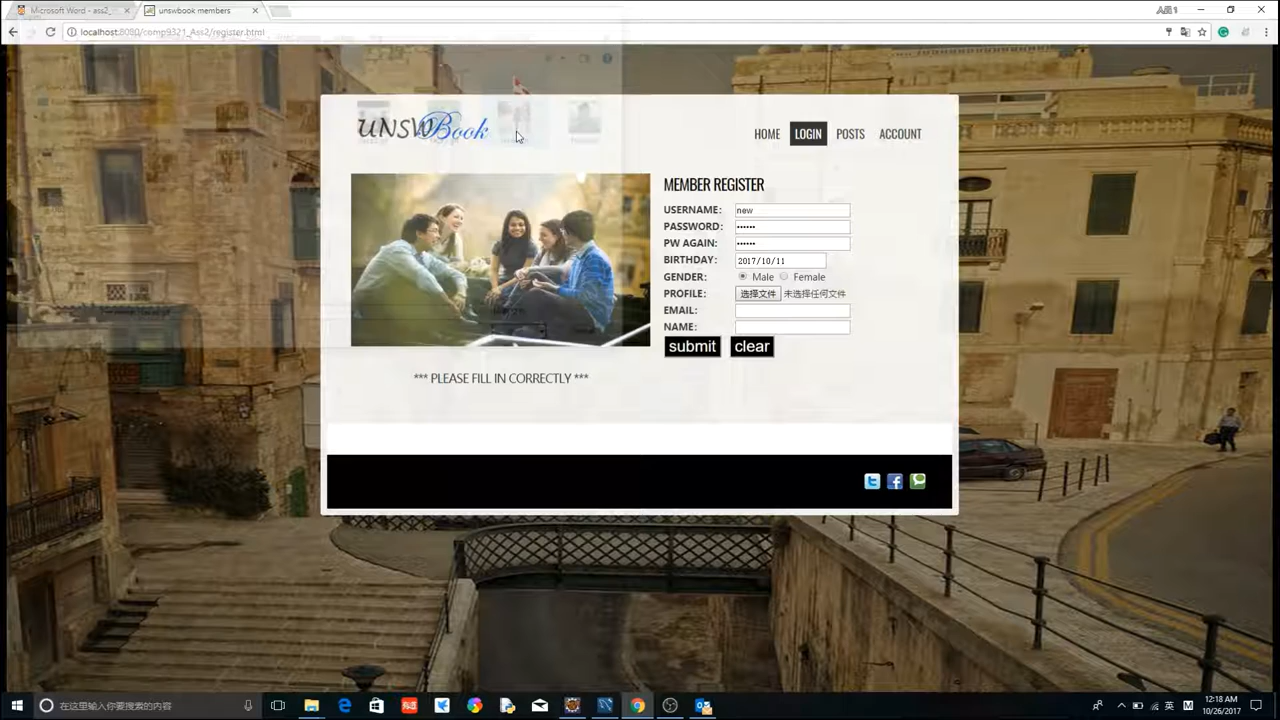 Microsoft Word - ass2_
unswbook members
localhost:8080/comp9321_Ass2/register.html
UNSWBook
HOME LOGIN POSTS ACCOUNT
MEMBER REGISTER
USERNAME: new
PASSWORD: ••••••
PW AGAIN: ••••••
BIRTHDAY: 2017/10/11
GENDER: Male Female
PROFILE: 选择文件 未选择任何文件
EMAIL:
NAME:
submit clear
*** PLEASE FILL IN CORRECTLY ***
在这里输入你要搜索的内容
英 M
12:18 AM
10/26/2017